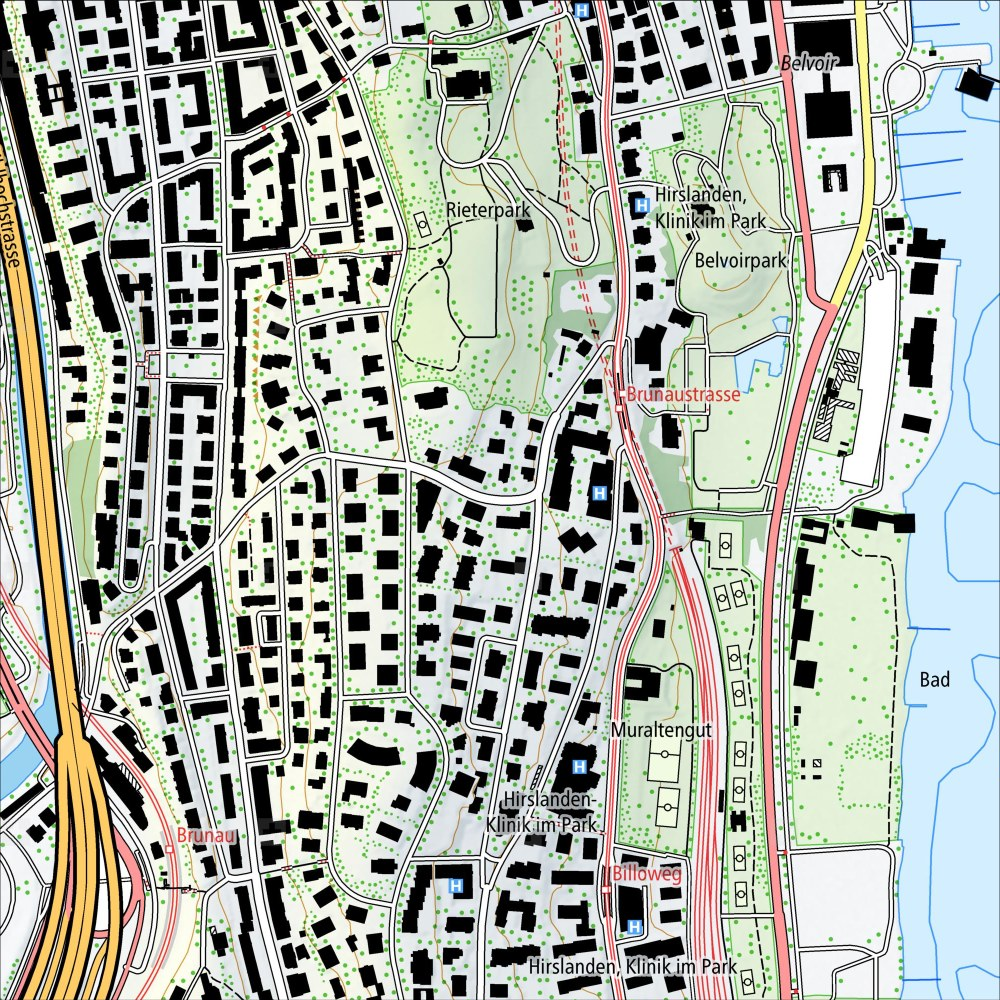 H
Belvoir
Hirslanden,
Klinik im Park
H
Rieterpark
Belvoirpark
Brunaustrasse
H
Bad
Muraltengut
H
Hirslanden-
Klinik im Park
Brunau
Billoweg
H
H
Hirslanden, Klinik im Park